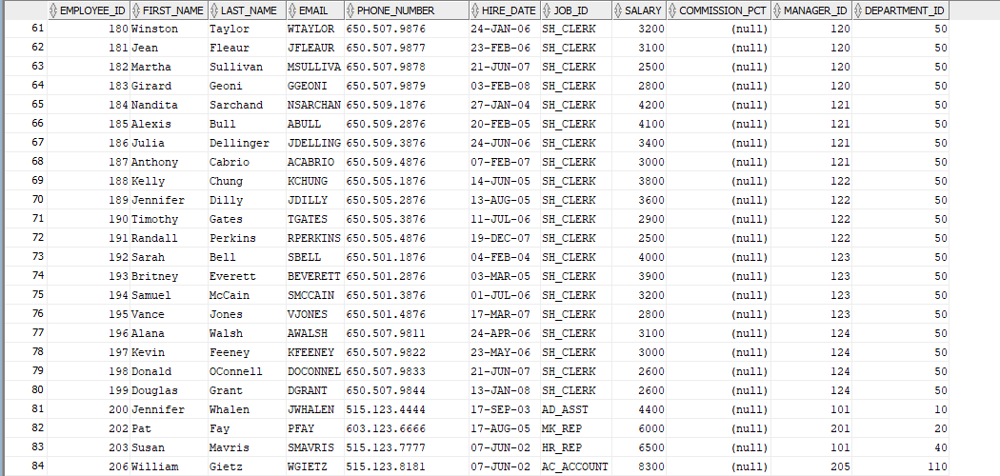 EMPLOYEE_ID FIRST_NAME LAST_NAME EMAIL PHONE_NUMBER HIRE_DATE JOB_ID SALARY COMMISSION_PCT MANAGER_ID DEPARTMENT_ID
61 180 Winston Taylor WTAYLOR 650.507.9876 24-JAN-06 SH_CLERK 3200 (null) 120 50
62 181 Jean Fleaur JFLEAUR 650.507.9877 23-FEB-06 SH_CLERK 3100 (null) 120 50
63 182 Martha Sullivan MSULLIVA 650.507.9878 21-JUN-07 SH_CLERK 2500 (null) 120 50
64 183 Girard Geoni GGEONI 650.507.9879 03-FEB-08 SH_CLERK 2800 (null) 120 50
65 184 Nandita Sarchand NSARCHAN 650.509.1876 27-JAN-04 SH_CLERK 4200 (null) 121 50
66 185 Alexis Bull ABULL 650.509.2876 20-FEB-05 SH_CLERK 4100 (null) 121 50
67 186 Julia Dellinger JDELLING 650.509.3876 24-JUN-06 SH_CLERK 3400 (null) 121 50
68 187 Anthony Cabrio ACABRIO 650.509.4876 07-FEB-07 SH_CLERK 3000 (null) 121 50
69 188 Kelly Chung KCHUNG 650.505.1876 14-JUN-05 SH_CLERK 3800 (null) 122 50
70 189 Jennifer Dilly JDILLY 650.505.2876 13-AUG-05 SH_CLERK 3600 (null) 122 50
71 190 Timothy Gates TGATES 650.505.3876 11-JUL-06 SH_CLERK 2900 (null) 122 50
72 191 Randall Perkins RPERKINS 650.505.4876 19-DEC-07 SH_CLERK 2500 (null) 122 50
73 192 Sarah Bell SBELL 650.501.1876 04-FEB-04 SH_CLERK 4000 (null) 123 50
74 193 Britney Everett BEVERETT 650.501.2876 03-MAR-05 SH_CLERK 3900 (null) 123 50
75 194 Samuel McCain SMCCAIN 650.501.3876 01-JUL-06 SH_CLERK 3200 (null) 123 50
76 195 Vance Jones VJONES 650.501.4876 17-MAR-07 SH_CLERK 2800 (null) 123 50
77 196 Alana Walsh AWALSH 650.507.9811 24-APR-06 SH_CLERK 3100 (null) 124 50
78 197 Kevin Feeney KFEENEY 650.507.9822 23-MAY-06 SH_CLERK 3000 (null) 124 50
79 198 Donald OConnell DOCONNEL 650.507.9833 21-JUN-07 SH_CLERK 2600 (null) 124 50
80 199 Douglas Grant DGRANT 650.507.9844 13-JAN-08 SH_CLERK 2600 (null) 124 50
81 200 Jennifer Whalen JWHALEN 515.123.4444 17-SEP-03 AD_ASST 4400 (null) 101 10
82 202 Pat Fay PFAY 603.123.6666 17-AUG-05 MK_REP 6000 (null) 201 20
83 203 Susan Mavris SMAVRIS 515.123.7777 07-JUN-02 HR_REP 6500 (null) 101 40
84 206 William Gietz WGIETZ 515.123.8181 07-JUN-02 AC_ACCOUNT 8300 (null) 205 110